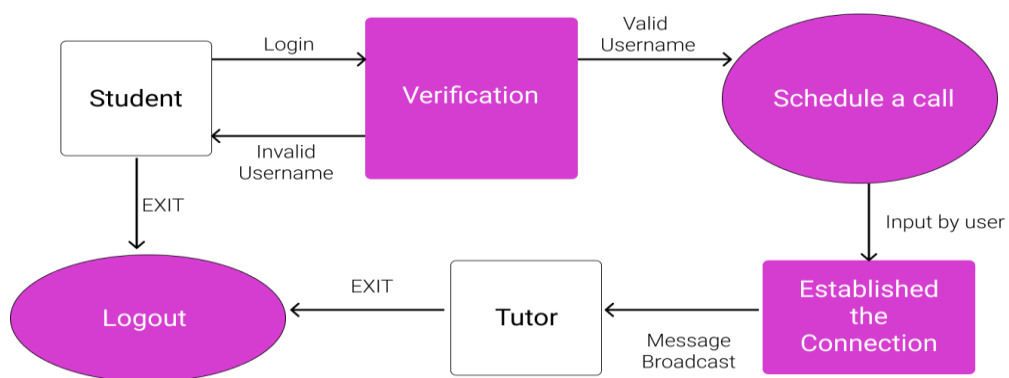 Login
Valid
Username
Student
Verification
Schedule a call
Invalid
Username
EXIT
Input by user
Logout
EXIT
Tutor
Message
Broadcast
Established
the
Connection